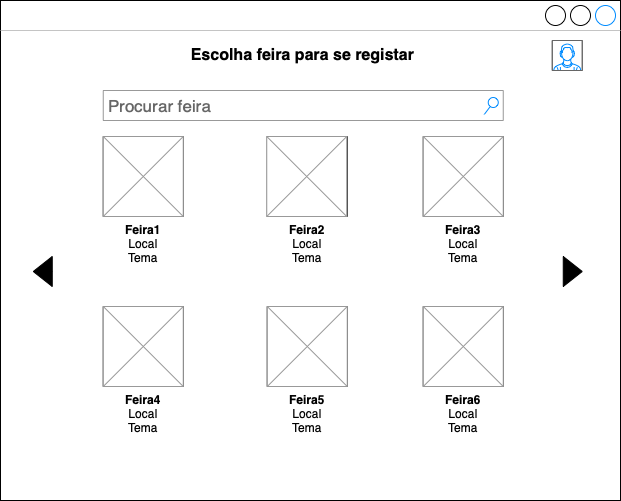 Escolha feira para se registar
Procurar feira
Feira1
Local
Tema
Feira2
Local
Tema
Feira3
Local
Tema
Feira4
Local
Tema
Feira5
Local
Tema
Feira6
Local
Tema